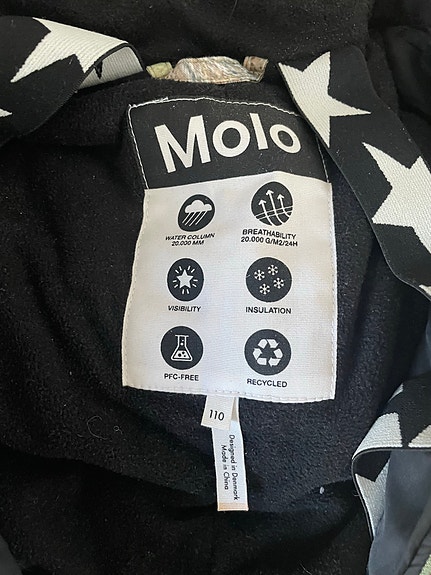 Molo
WATER COLUMN
20.000 MM
BREATHABILITY
20.000 G/M2/24H
VISIBILITY
INSULATION
PFC-FREE
RECYCLED
110
Designed in Denmark
Made in China